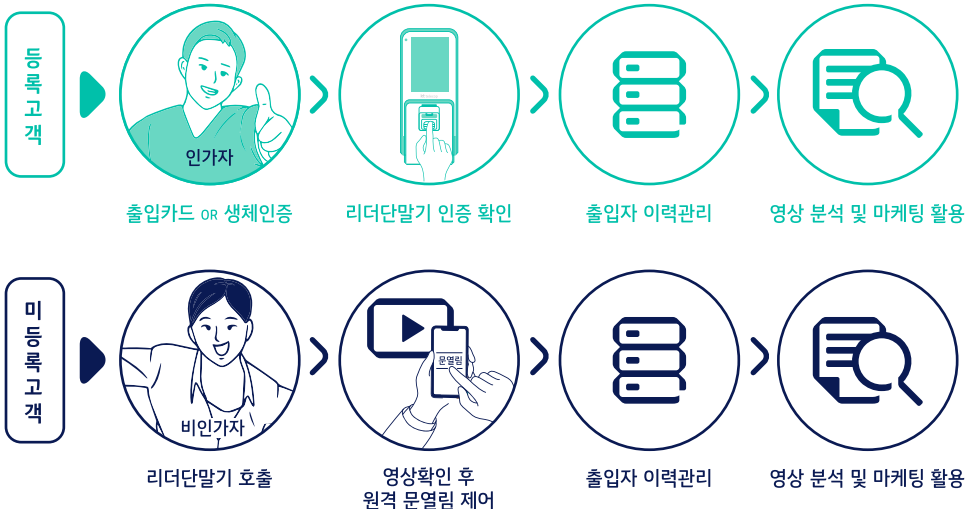 등록고객
인가자
출입카드 OR 생체인증
리더단말기 인증 확인
출입자 이력관리
영상 분석 및 마케팅 활용
미등록고객
비인가자
문열림
리더단말기 호출
영상확인 후
원격 문열림 제어
출입자 이력관리
영상 분석 및 마케팅 활용